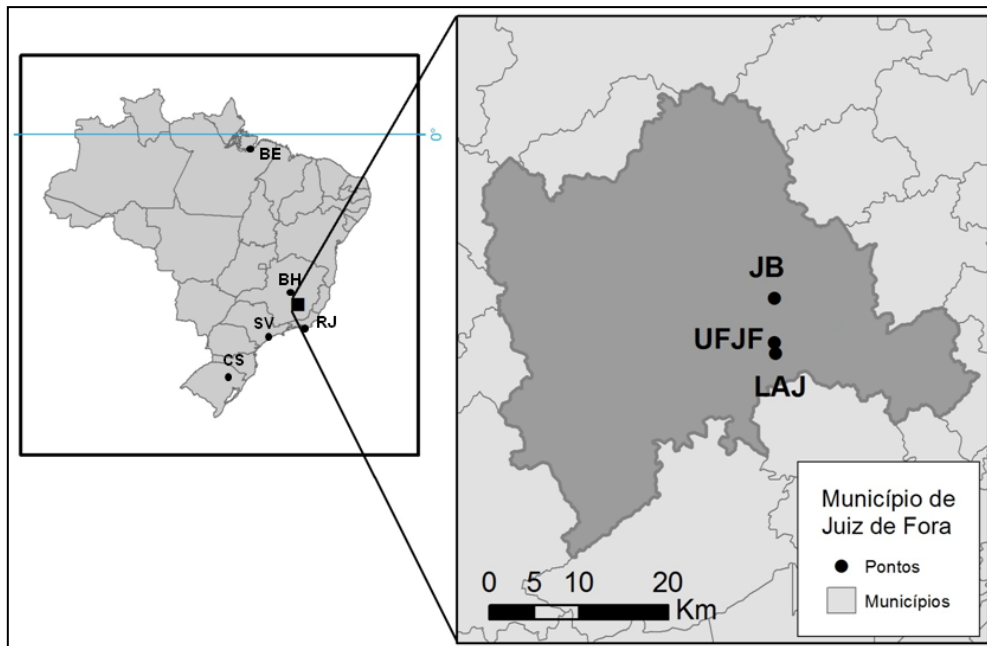 0°
BE
BH
SV
RJ
CS
JB
UFJF
LAJ
0 5 10 20
Km
Município de
Juiz de Fora
Pontos
Municípios